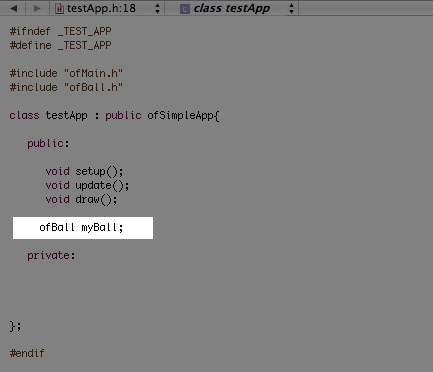 testApp.h:18 class testApp
#ifndef _TEST_APP
#define _TEST_APP
#include "ofMain.h"
#include "ofBall.h"
class testApp : public ofSimpleApp{
public:
void setup();
void update();
void draw();
ofBall myBall;
private:
};
#endif